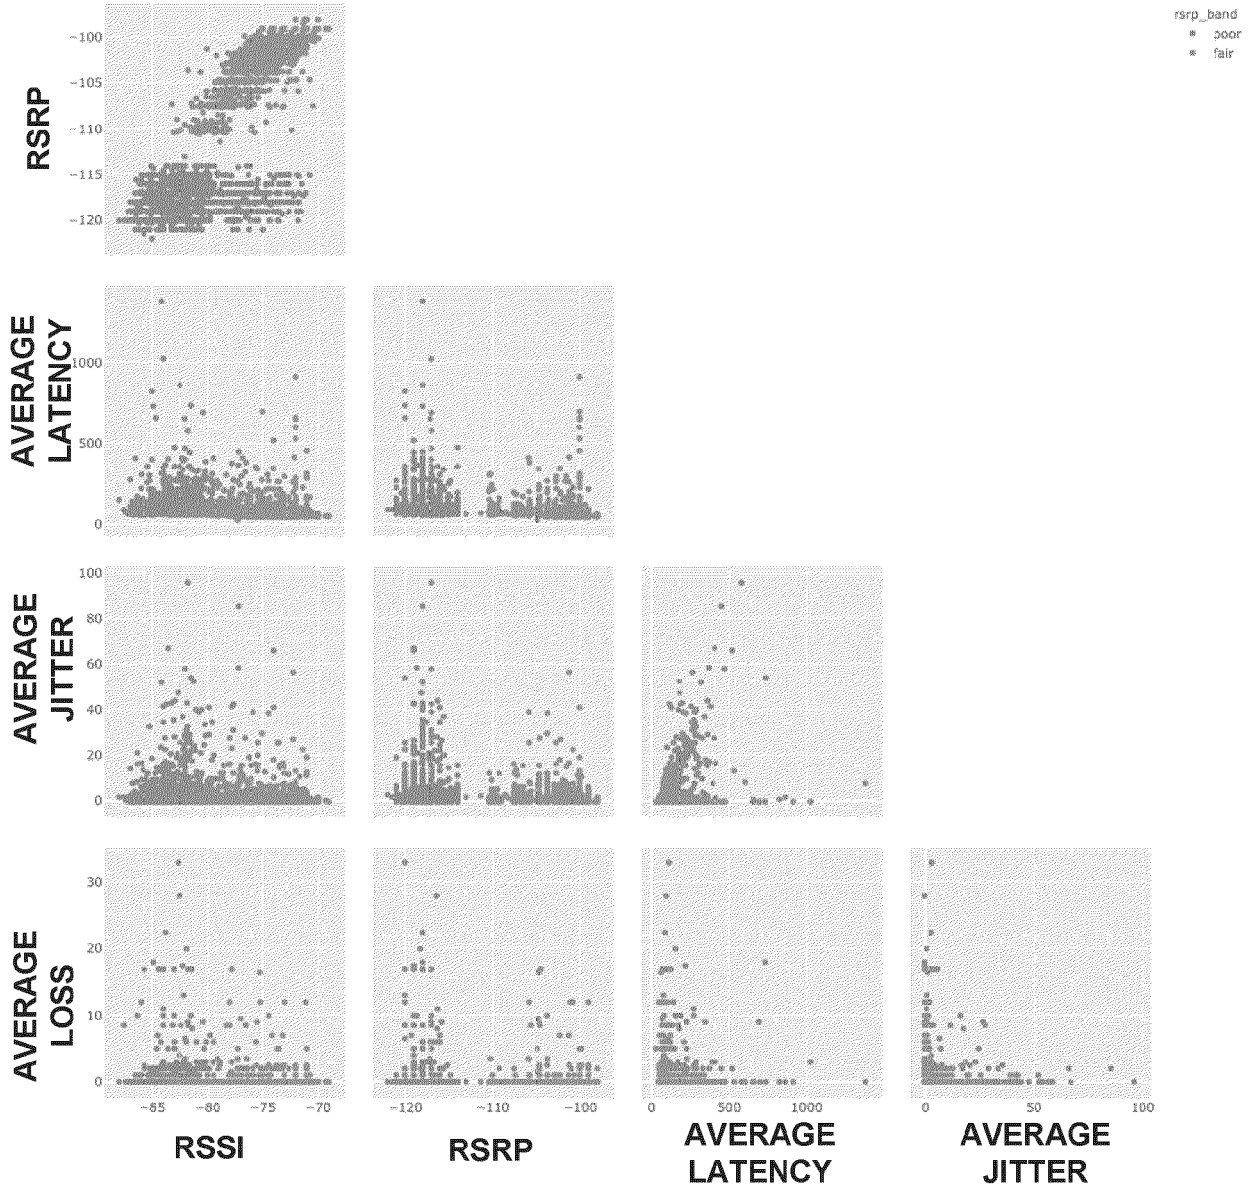 rsrp_band
poor
fair
RSRP
−100
−105
−110
−115
−120
AVERAGE
LATENCY
1000
500
0
AVERAGE
JITTER
100
80
60
40
20
0
AVERAGE
LOSS
30
20
10
0
−85 −80 −75 −70
−120 −110 −100
0 500 1000
0 50 100
RSSI
RSRP
AVERAGE
LATENCY
AVERAGE
JITTER